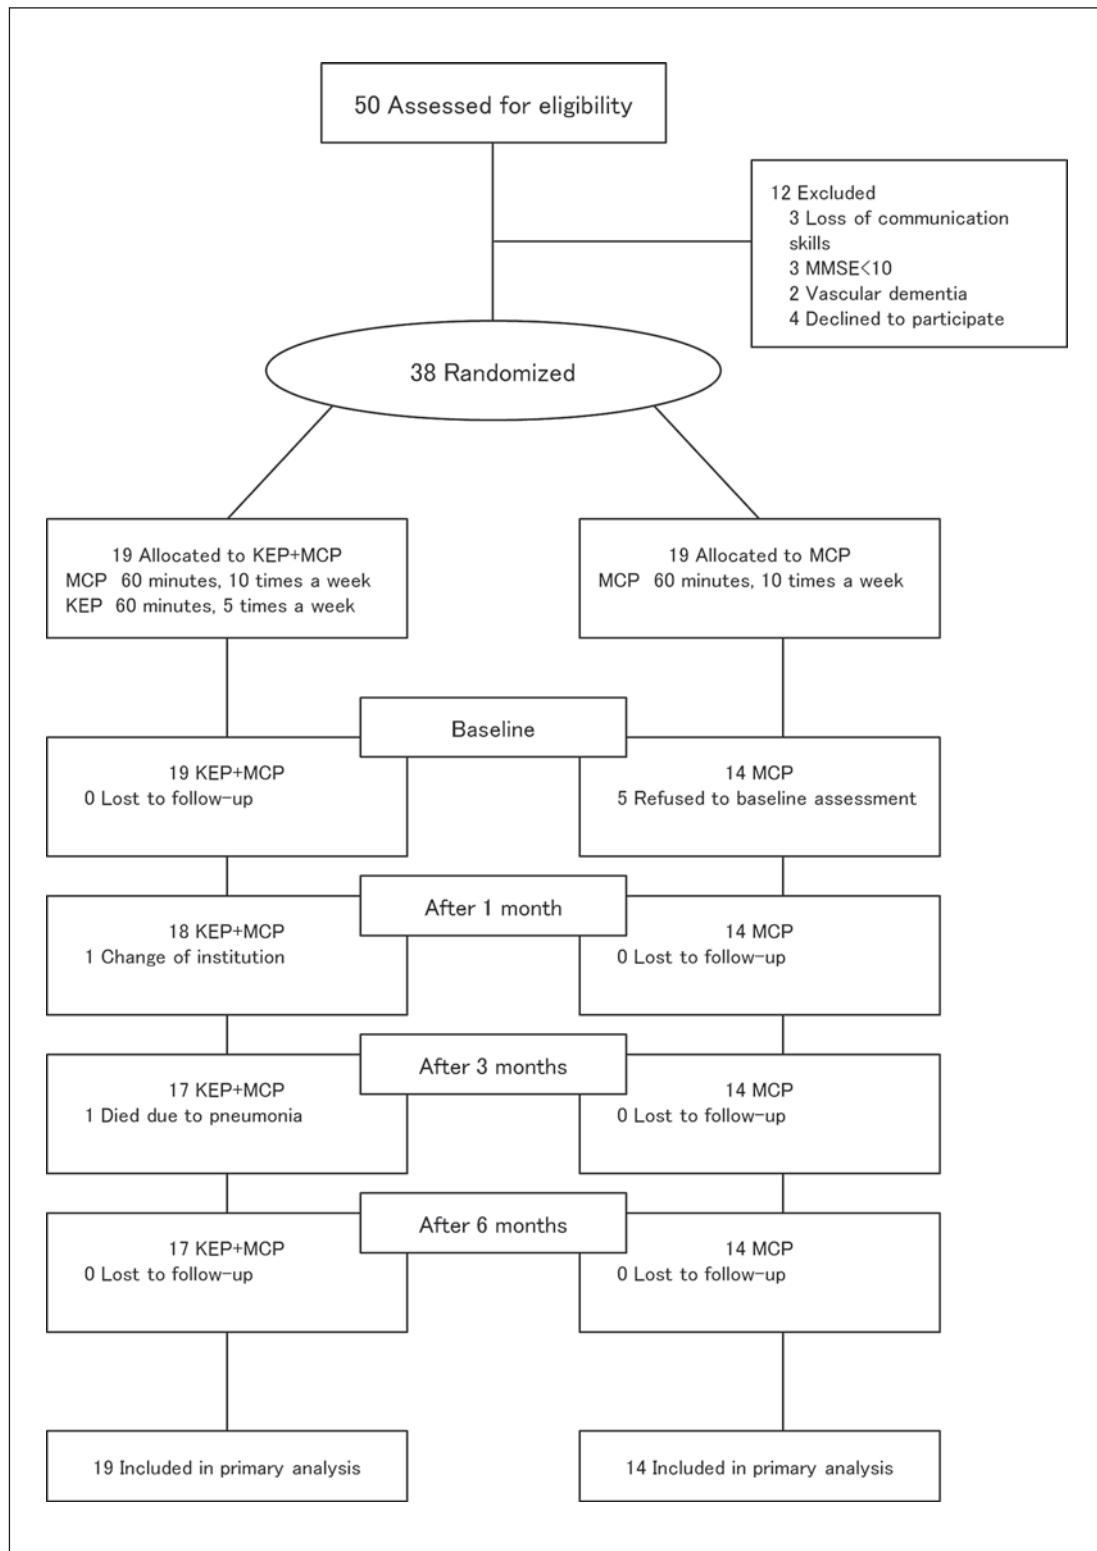 50 Assessed for eligibility
12 Excluded
3 Loss of communication
skills
3 MMSE<10
2 Vascular dementia
4 Declined to participate
38 Randomized
19 Allocated to KEP+MCP
MCP 60 minutes, 10 times a week
KEP 60 minutes, 5 times a week
19 Allocated to MCP
MCP 60 minutes, 10 times a week
Baseline
19 KEP+MCP
0 Lost to follow-up
14 MCP
5 Refused to baseline assessment
After 1 month
18 KEP+MCP
1 Change of institution
14 MCP
0 Lost to follow-up
After 3 months
17 KEP+MCP
1 Died due to pneumonia
14 MCP
0 Lost to follow-up
After 6 months
17 KEP+MCP
0 Lost to follow-up
14 MCP
0 Lost to follow-up
19 Included in primary analysis
14 Included in primary analysis